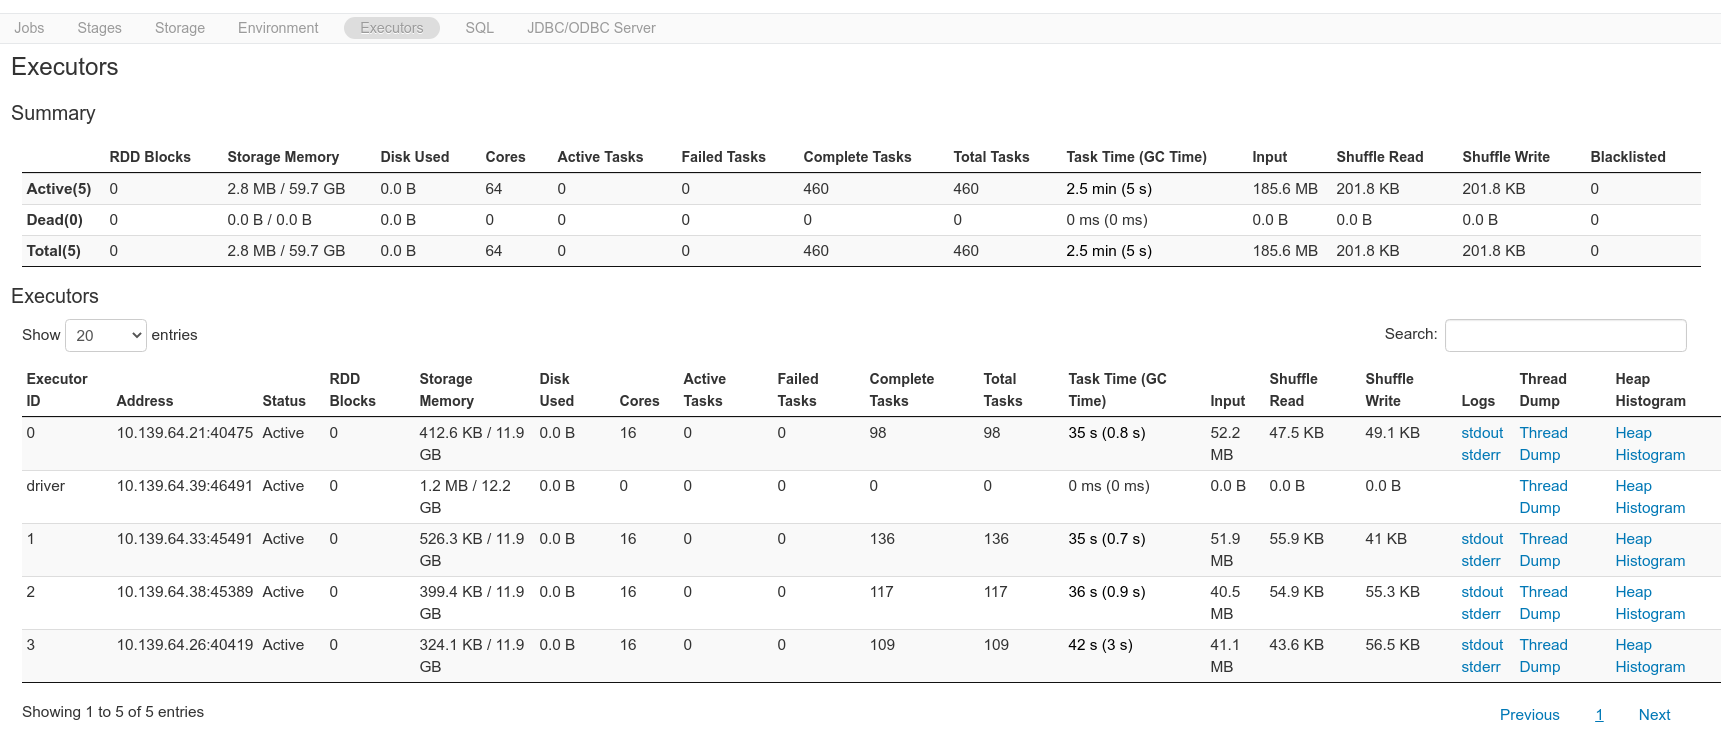 Jobs Stages Storage Environment Executors SQL JDBC/ODBC Server
Executors
Summary
RDD Blocks Storage Memory Disk Used Cores Active Tasks Failed Tasks Complete Tasks Total Tasks Task Time (GC Time) Input Shuffle Read Shuffle Write Blacklisted
Active(5) 0 2.8 MB / 59.7 GB 0.0 B 64 0 0 460 460 2.5 min (5 s) 185.6 MB 201.8 KB 201.8 KB 0
Dead(0) 0 0.0 B / 0.0 B 0.0 B 0 0 0 0 0 0 ms (0 ms) 0.0 B 0.0 B 0.0 B 0
Total(5) 0 2.8 MB / 59.7 GB 0.0 B 64 0 0 460 460 2.5 min (5 s) 185.6 MB 201.8 KB 201.8 KB 0
Executors
Show 20 entries Search:
Executor RDD Storage Disk Active Failed Complete Total Task Time (GC Shuffle Shuffle Thread Heap
ID Address Status Blocks Memory Used Cores Tasks Tasks Tasks Tasks Time) Input Read Write Logs Dump Histogram
0 10.139.64.21:40475 Active 0 412.6 KB / 11.9 0.0 B 16 0 0 98 98 35 s (0.8 s) 52.2 47.5 KB 49.1 KB stdout Thread Heap
GB MB stderr Dump Histogram
driver 10.139.64.39:46491 Active 0 1.2 MB / 12.2 0.0 B 0 0 0 0 0 0 ms (0 ms) 0.0 B 0.0 B 0.0 B Thread Heap
GB Dump Histogram
1 10.139.64.33:45491 Active 0 526.3 KB / 11.9 0.0 B 16 0 0 136 136 35 s (0.7 s) 51.9 55.9 KB 41 KB stdout Thread Heap
GB MB stderr Dump Histogram
2 10.139.64.38:45389 Active 0 399.4 KB / 11.9 0.0 B 16 0 0 117 117 36 s (0.9 s) 40.5 54.9 KB 55.3 KB stdout Thread Heap
GB MB stderr Dump Histogram
3 10.139.64.26:40419 Active 0 324.1 KB / 11.9 0.0 B 16 0 0 109 109 42 s (3 s) 41.1 43.6 KB 56.5 KB stdout Thread Heap
GB MB stderr Dump Histogram
Showing 1 to 5 of 5 entries Previous 1 Next